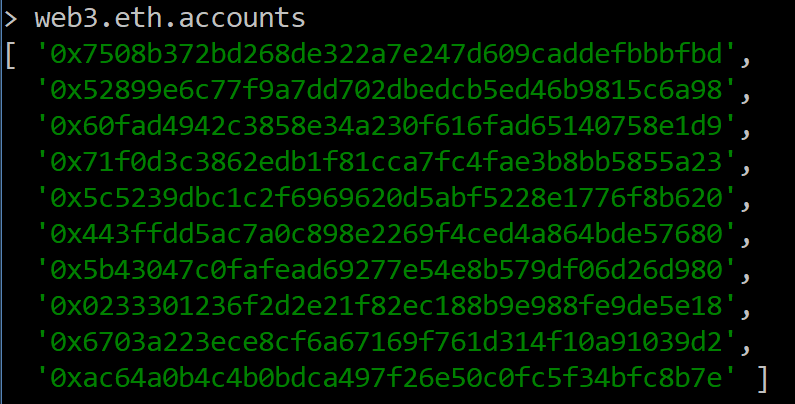 > web3.eth.accounts
[ '0x7508b372bd268de322a7e247d609caddefbbbfbd',
'0x52899e6c77f9a7dd702dbedcb5ed46b9815c6a98',
'0x60fad4942c3858e34a230f616fad65140758e1d9',
'0x71f0d3c3862edb1f81cca7fc4fae3b8bb5855a23',
'0x5c5239dbc1c2f6969620d5abf5228e1776f8b620',
'0x443ffdd5ac7a0c898e2269f4ced4a864bde57680',
'0x5b43047c0fafead69277e54e8b579df06d26d980',
'0x0233301236f2d2e21f82ec188b9e988fe9de5e18',
'0x6703a223ece8cf6a67169f761d314f10a91039d2',
'0xac64a0b4c4b0bdca497f26e50c0fc5f34bfc8b7e' ]